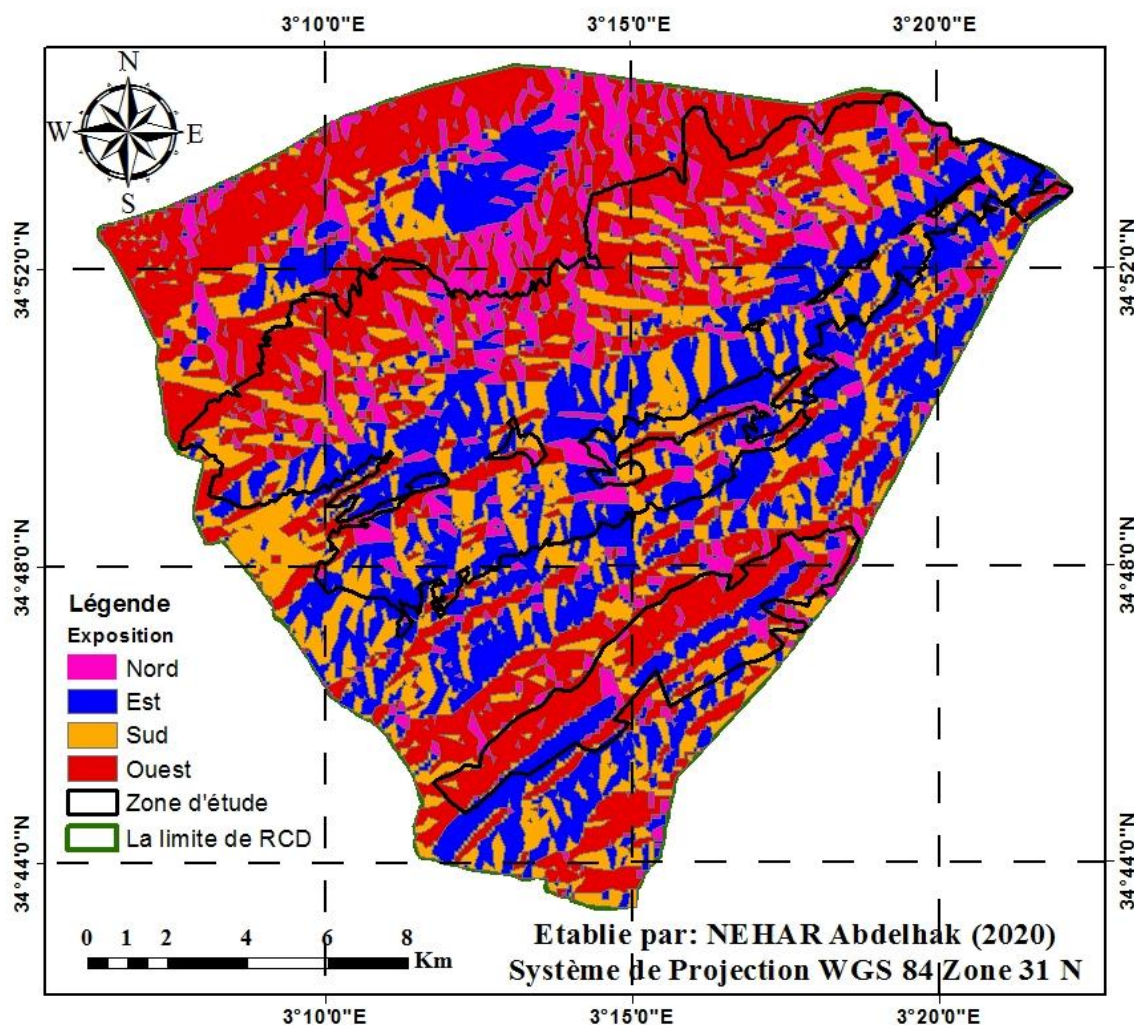 3°10'0"E 3°15'0"E 3°20'0"E
N
W E
S
34°52'0"N 34°52'0"N
34°48'0"N 34°48'0"N
Légende
Exposition
Nord
Est
Sud
Ouest
Zone d'étude
La limite de RCD
34°44'0"N 34°44'0"N
0 1 2 4 6 8
Km
Etablie par: NEHAR Abdelhak (2020)
Système de Projection WGS 84 Zone 31 N
3°10'0"E 3°15'0"E 3°20'0"E